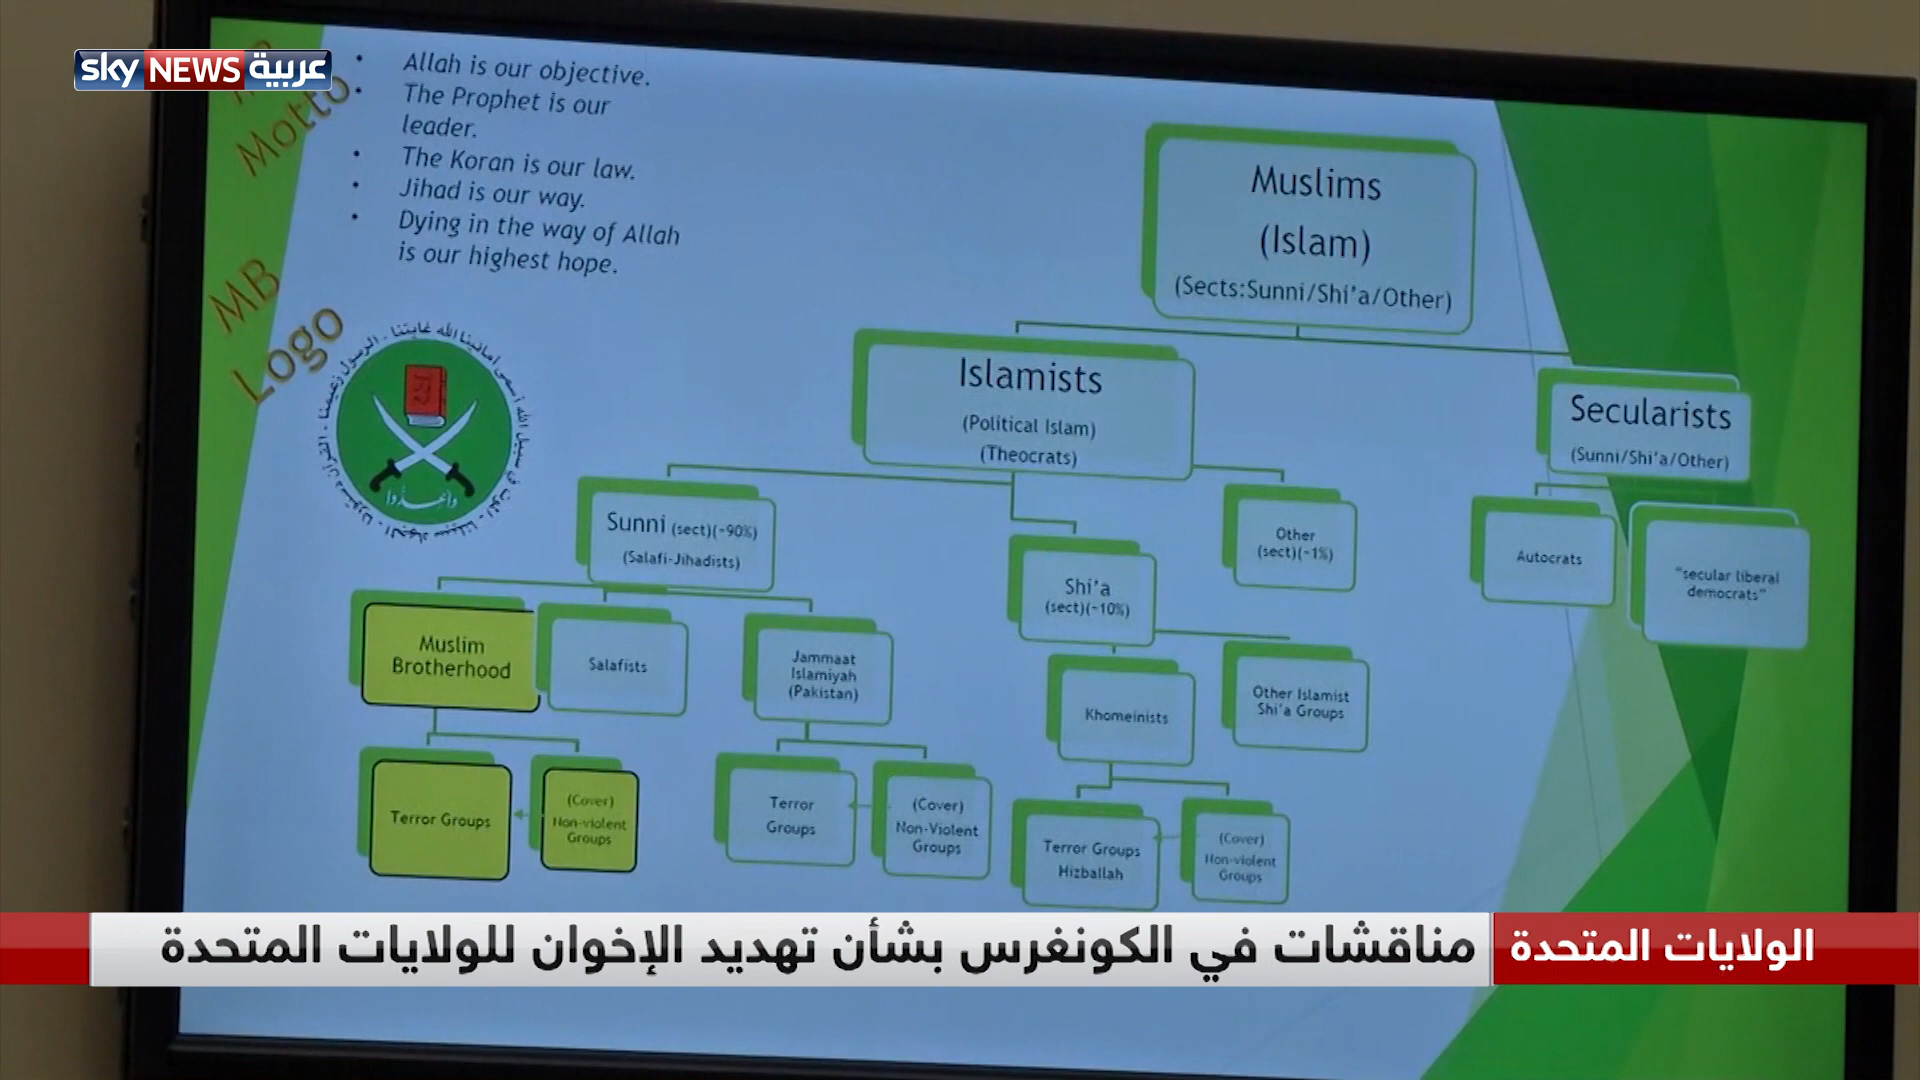 sky NEWS عربية
MB
Motto
• Allah is our objective.
• The Prophet is our
leader.
• The Koran is our law.
• Jihad is our way.
• Dying in the way of Allah
is our highest hope.
MB
Logo
وأعدوا
Muslims
(Islam)
(Sects:Sunni/Shi'a/Other)
Islamists
(Political Islam)
(Theocrats)
Secularists
(Sunni/Shi'a/Other)
Sunni (sect)(~90%)
(Salafi-Jihadists)
Shi'a
(sect)(~10%)
Other
(sect)(~1%)
Autocrats
"secular liberal
democrats"
Muslim
Brotherhood
Salafists
Jammaat
Islamiyah
(Pakistan)
Khomeinists
Other Islamist
Shi'a Groups
Terror Groups
(Cover)
Non-violent
Groups
Terror
Groups
(Cover)
Non-Violent
Groups
Terror Groups
Hizballah
(Cover)
Non-violent
Groups
الولايات المتحدة
مناقشات في الكونغرس بشأن تهديد الإخوان للولايات المتحدة